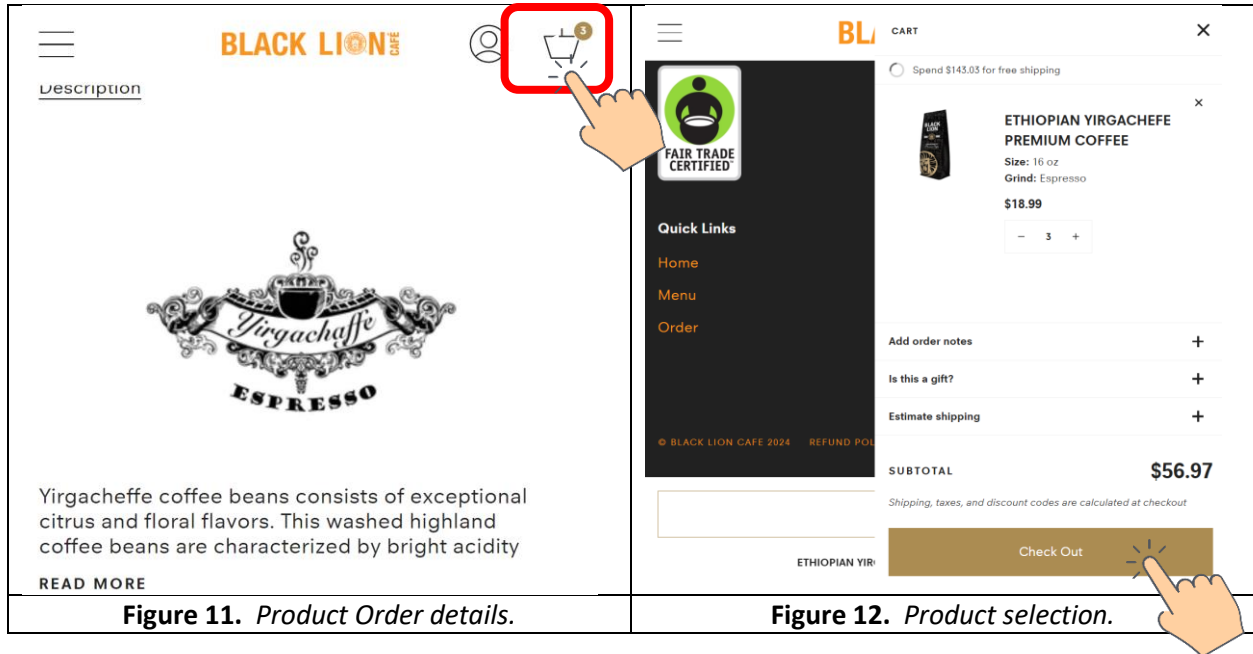 BLACK LION CAFÉ
3
Description
Yirgachaffe
ESPRESSO
Yirgacheffe coffee beans consists of exceptional
citrus and floral flavors. This washed highland
coffee beans are characterized by bright acidity
READ MORE
Figure 11. Product Order details.
BL
FAIR TRADE
CERTIFIED
Quick Links
Home
Menu
Order
© BLACK LION CAFE 2024 REFUND POL
ETHIOPIAN YIR
CART
Spend $143.03 for free shipping
BLACK
LION
ETHIOPIAN YIRGACHEFE
PREMIUM COFFEE
Size: 16 oz
Grind: Espresso
$18.99
− 3 +
Add order notes +
Is this a gift? +
Estimate shipping +
SUBTOTAL $56.97
Shipping, taxes, and discount codes are calculated at checkout
Check Out
Figure 12. Product selection.